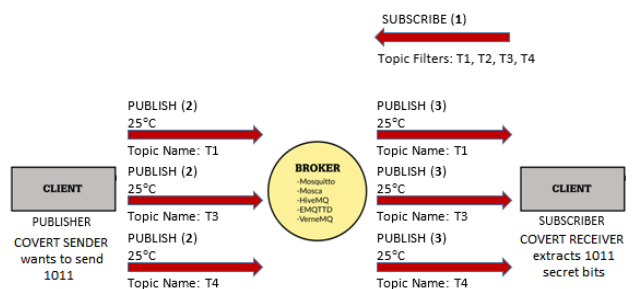 SUBSCRIBE (1)
Topic Filters: T1, T2, T3, T4
PUBLISH (2)
25°C
Topic Name: T1
PUBLISH (3)
25°C
Topic Name: T1
PUBLISH (2)
25°C
Topic Name: T3
BROKER
-Mosquitto
-Mosca
-HiveMQ
-EMQTTD
-VerneMQ
PUBLISH (3)
25°C
Topic Name: T3
CLIENT
PUBLISHER
COVERT SENDER
wants to send
1011
CLIENT
SUBSCRIBER
COVERT RECEIVER
extracts 1011
secret bits
PUBLISH (2)
25°C
Topic Name: T4
PUBLISH (3)
25°C
Topic Name: T4